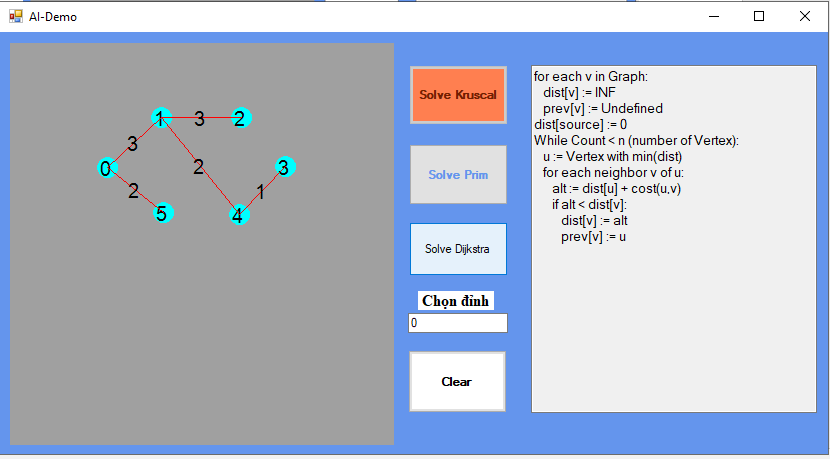 AI-Demo
1
3
2
3
0
2
3
2
1
5
4
Solve Kruscal
Solve Prim
Solve Dijkstra
Chọn đỉnh
0
Clear
for each v in Graph:
dist[v] := INF
prev[v] := Undefined
dist[source] := 0
While Count < n (number of Vertex):
u := Vertex with min(dist)
for each neighbor v of u:
alt := dist[u] + cost(u,v)
if alt < dist[v]:
dist[v] := alt
prev[v] := u